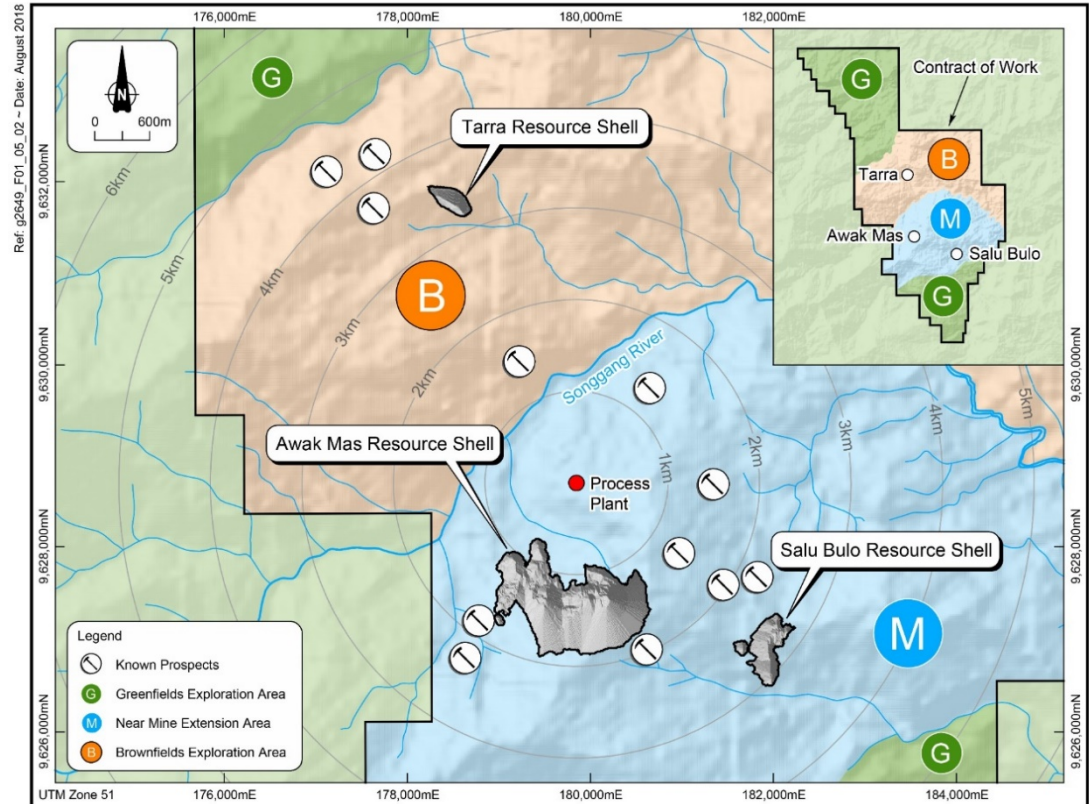 Ref: g2649_F01_05_02 ~ Date: August 2018
176,000mE
178,000mE
180,000mE
182,000mE
N
0
600m
G
Tarra Resource Shell
Contract of Work
G
B
Tarra
M
Awak Mas
Salu Bulo
G
9,632,000mN
6km
5km
4km
3km
2km
B
9,630,000mN
9,630,000mN
Songgang River
Awak Mas Resource Shell
1km
2km
3km
4km
5km
Process
Plant
9,628,000mN
9,628,000mN
Salu Bulo Resource Shell
M
Legend
Known Prospects
G Greenfields Exploration Area
M Near Mine Extension Area
B Brownfields Exploration Area
9,626,000mN
9,626,000mN
G
UTM Zone 51
176,000mE
178,000mE
180,000mE
182,000mE
184,000mE